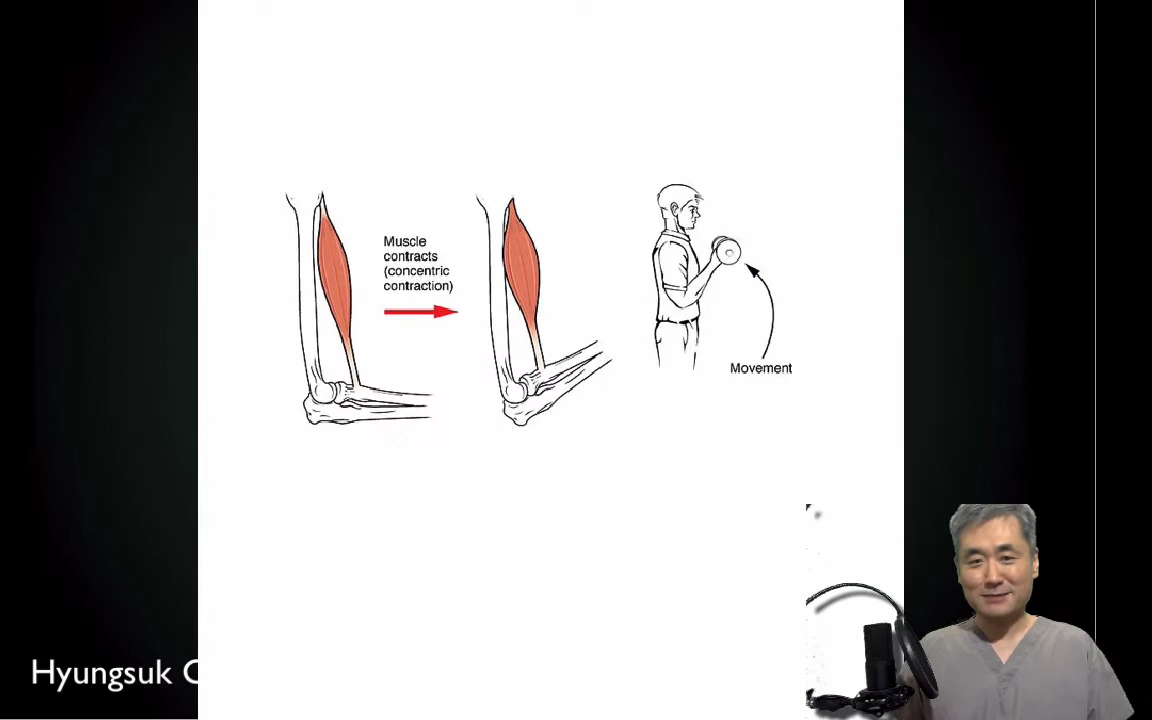 Muscle
contracts
(concentric
contraction)
Movement
Hyungsuk C